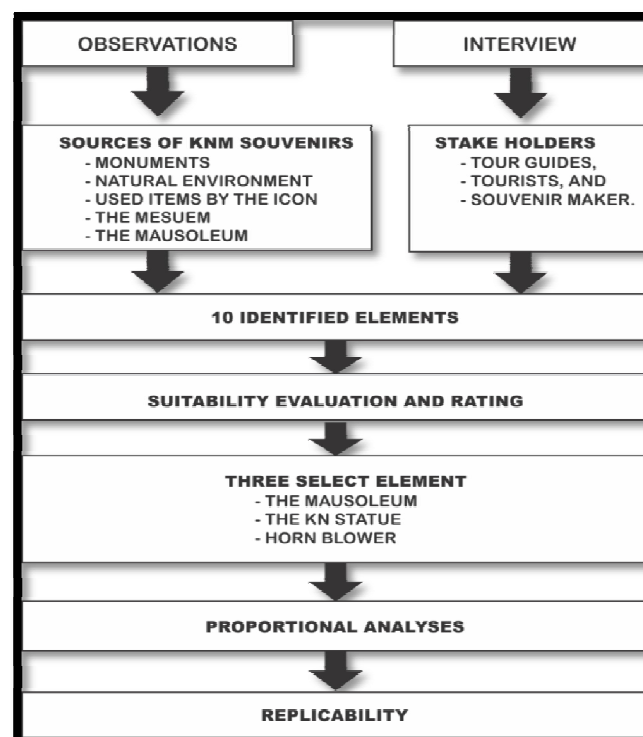 OBSERVATIONS
INTERVIEW
SOURCES OF KNM SOUVENIRS
- MONUMENTS
- NATURAL ENVIRONMENT
- USED ITEMS BY THE ICON
- THE MESUEM
- THE MAUSOLEUM
STAKE HOLDERS
- TOUR GUIDES,
- TOURISTS, AND
- SOUVENIR MAKER.
10 IDENTIFIED ELEMENTS
SUITABILITY EVALUATION AND RATING
THREE SELECT ELEMENT
- THE MAUSOLEUM
- THE KN STATUE
- HORN BLOWER
PROPORTIONAL ANALYSES
REPLICABILITY